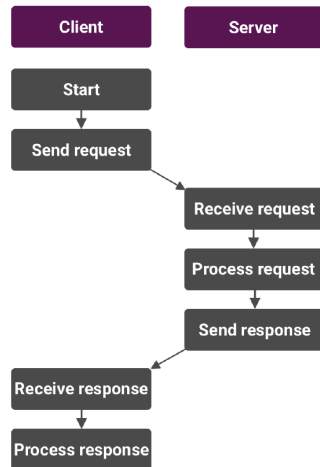 Client
Server
Start
Send request
Receive request
Process request
Send response
Receive response
Process response